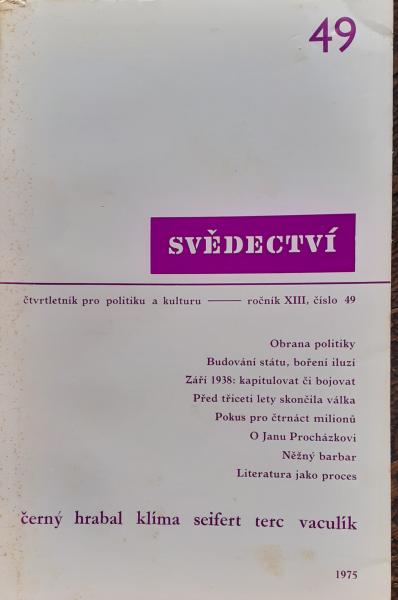 49
SVĚDECTVÍ
čtvrtletník pro politiku a kulturu —— ročník XIII, číslo 49
Obrana politiky
Budování státu, boření iluzí
Září 1938: kapitulovat či bojovat
Před třiceti lety skončila válka
Pokus pro čtrnáct milionů
O Janu Procházkovi
Něžný barbar
Literatura jako proces
černý hrabal klíma seifert terc vaculík
1975